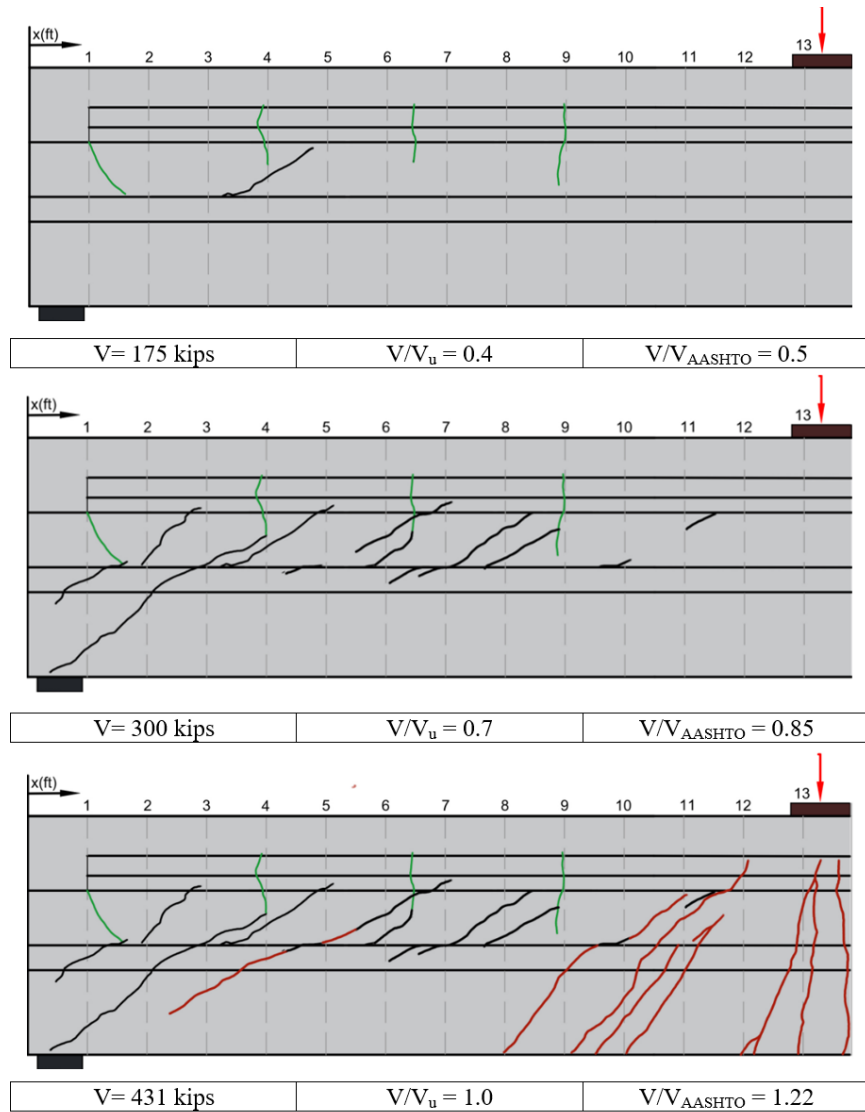 x(ft)
1 2 3 4 5 6 7 8 9 10 11 12 13
V= 175 kips V/Vu = 0.4 V/VAASHTO = 0.5
x(ft)
1 2 3 4 5 6 7 8 9 10 11 12 13
V= 300 kips V/Vu = 0.7 V/VAASHTO = 0.85
x(ft)
1 2 3 4 5 6 7 8 9 10 11 12 13
V= 431 kips V/Vu = 1.0 V/VAASHTO = 1.22